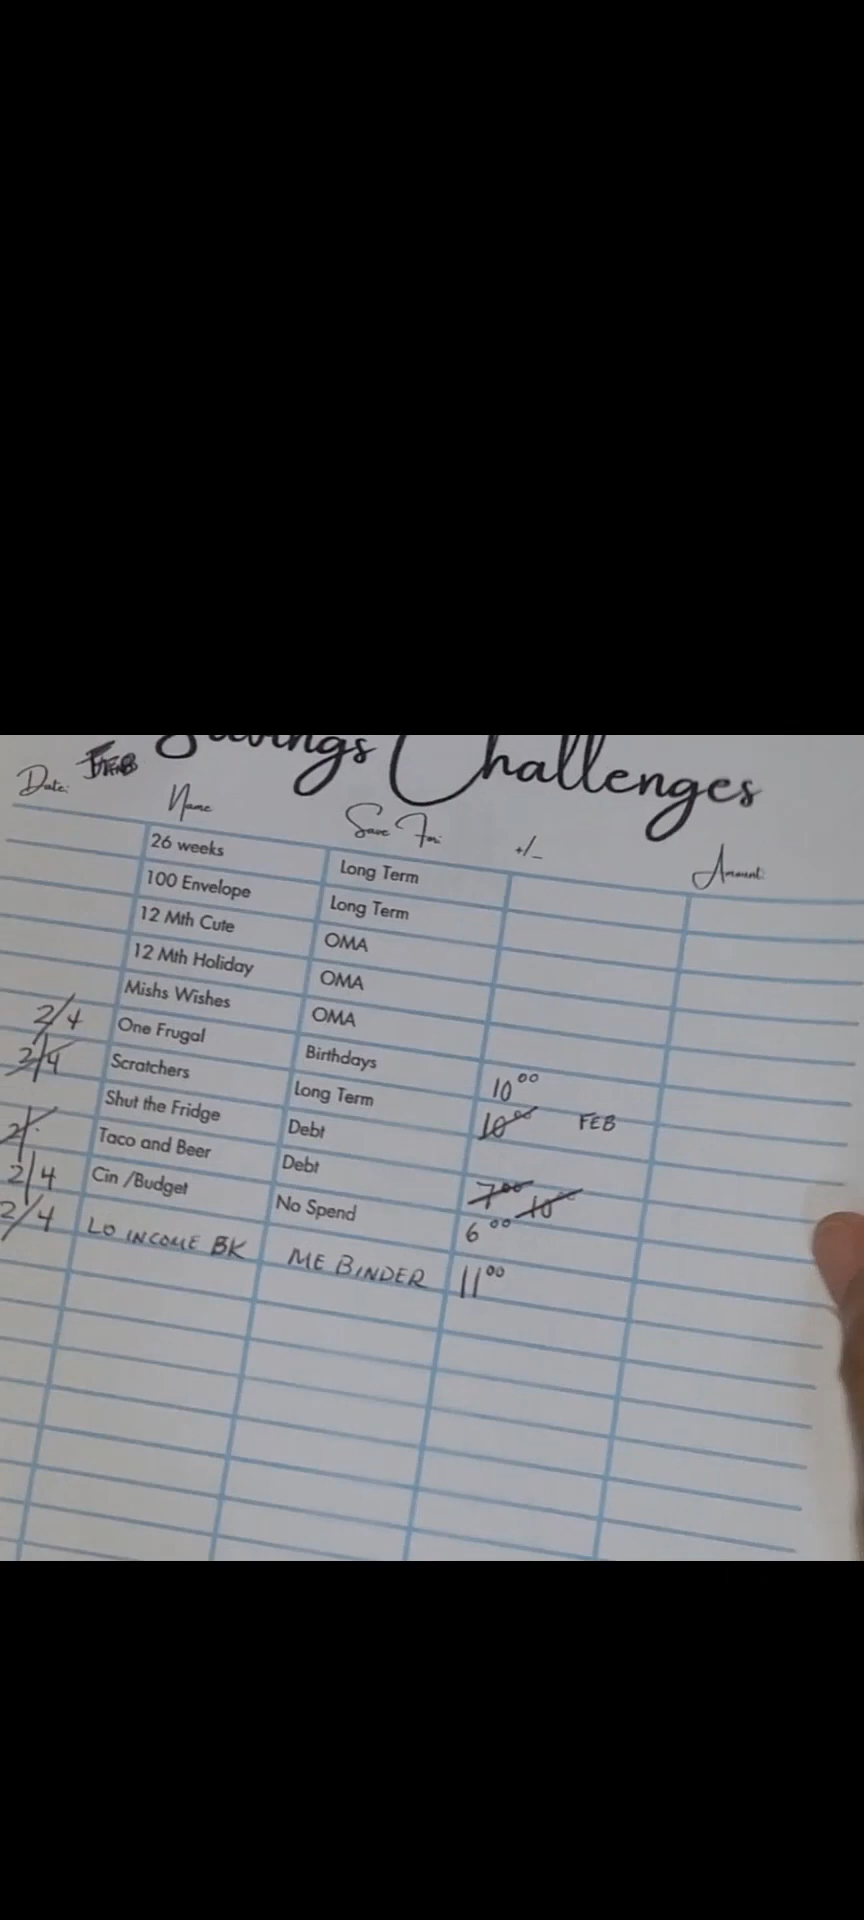 Savings Challenges
Date: FEB Name Save For: +/- Amount:
26 weeks Long Term
100 Envelope Long Term
12 Mth Cute OMA
12 Mth Holiday OMA
Mishs Wishes OMA
2/4 One Frugal Birthdays 10 00
2/4 Scratchers Long Term 10 00 FEB
Shut the Fridge Debt
2/ Taco and Beer Debt 7 00 10
2/4 Cin /Budget No Spend 6 00
2/4 LO INCOME BK ME BINDER 11 00